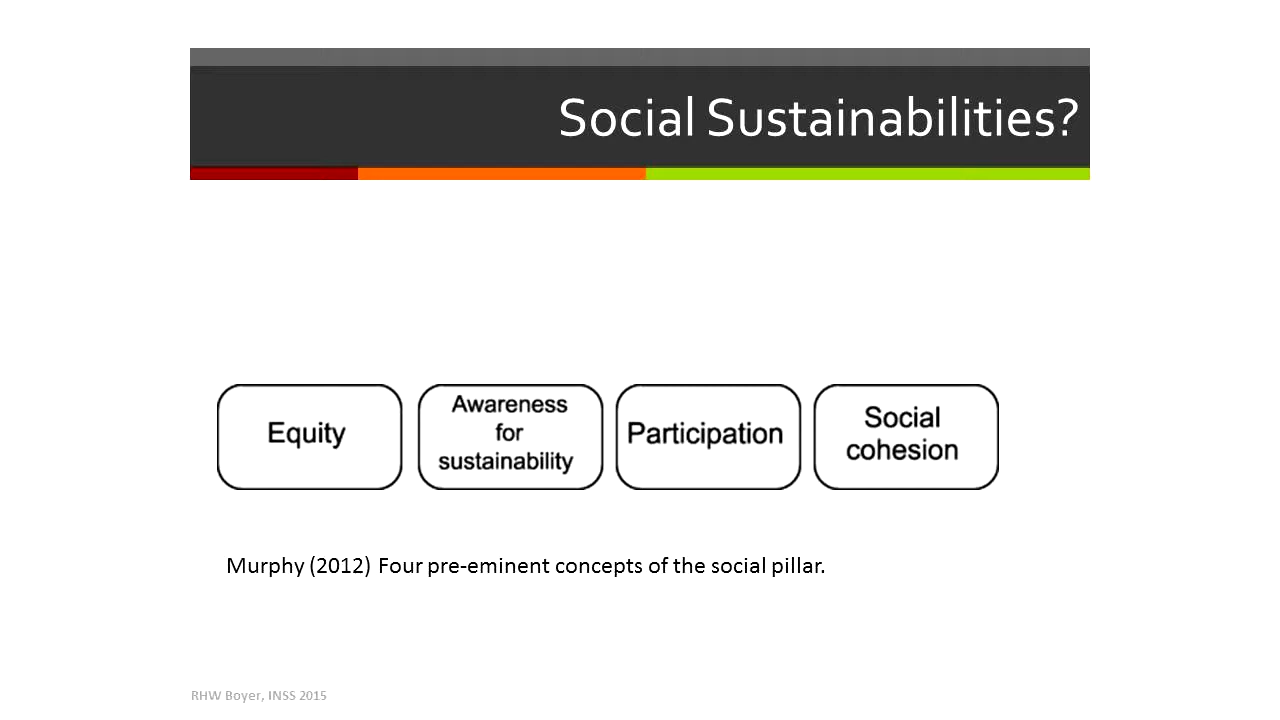 Social Sustainabilities?
Equity
Awareness
for
sustainability
Participation
Social
cohesion
Murphy (2012) Four pre-eminent concepts of the social pillar.
RHW Boyer, INSS 2015